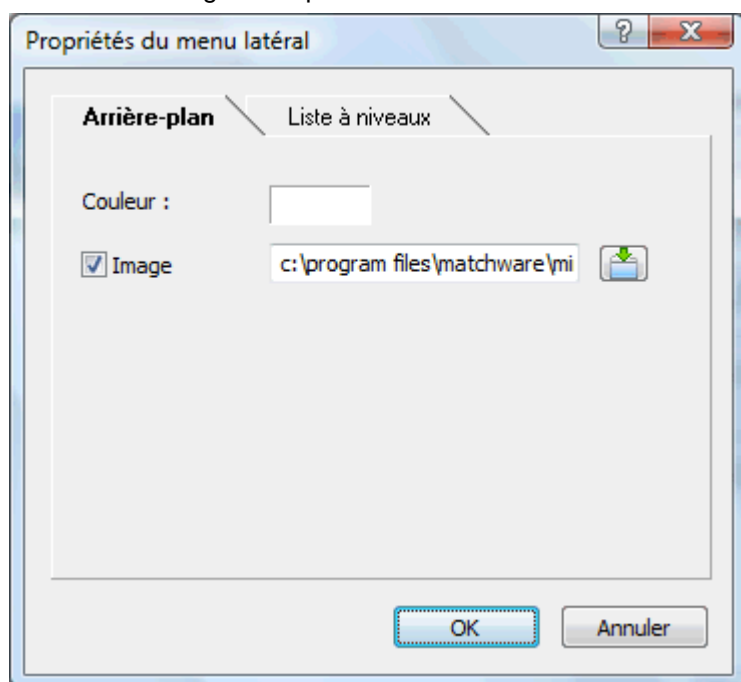 Propriétés du menu latéral
Arrière-plan Liste à niveaux
Couleur :
Image c:\program files\matchware\mi
OK Annuler